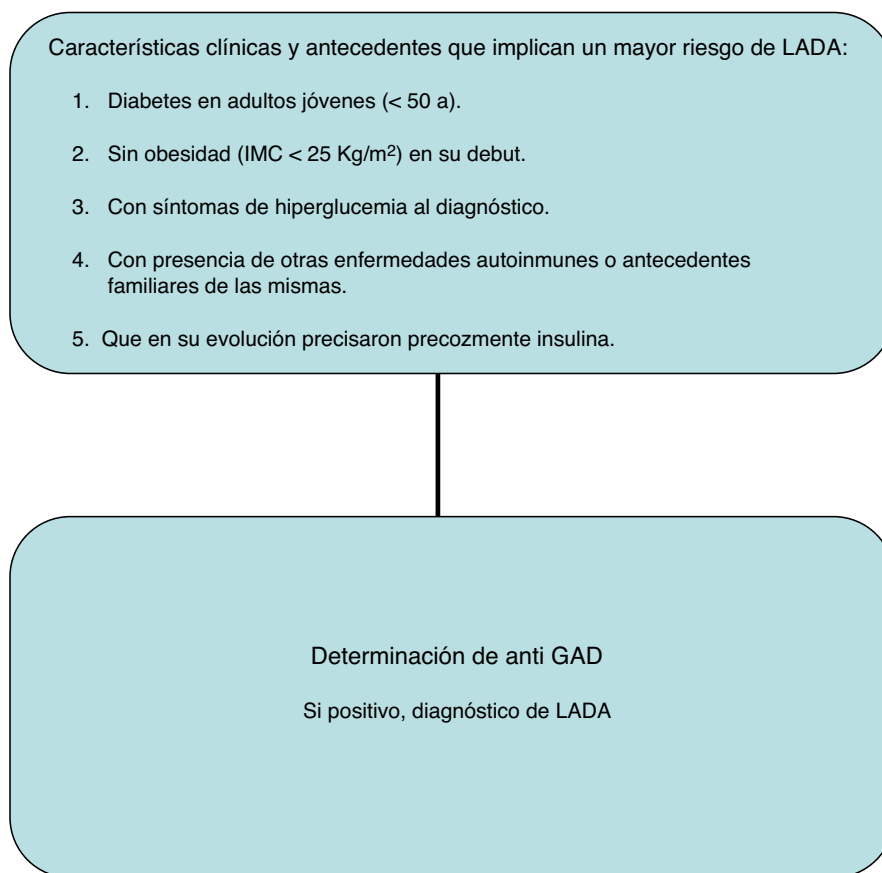 Características clínicas y antecedentes que implican un mayor riesgo de LADA:
1. Diabetes en adultos jóvenes (< 50 a).
2. Sin obesidad (IMC < 25 Kg/m²) en su debut.
3. Con síntomas de hiperglucemia al diagnóstico.
4. Con presencia de otras enfermedades autoinmunes o antecedentes
familiares de las mismas.
5. Que en su evolución precisaron precozmente insulina.
Determinación de anti GAD
Si positivo, diagnóstico de LADA